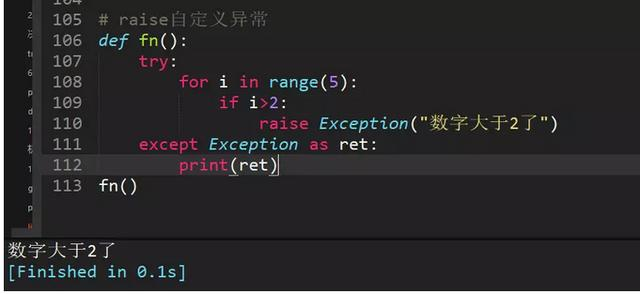 105 # raise自定义异常
106 def fn():
107     try:
108         for i in range(5):
109             if i>2:
110                 raise Exception("数字大于2了")
111     except Exception as ret:
112         print(ret)
113 fn()
数字大于2了
[Finished in 0.1s]